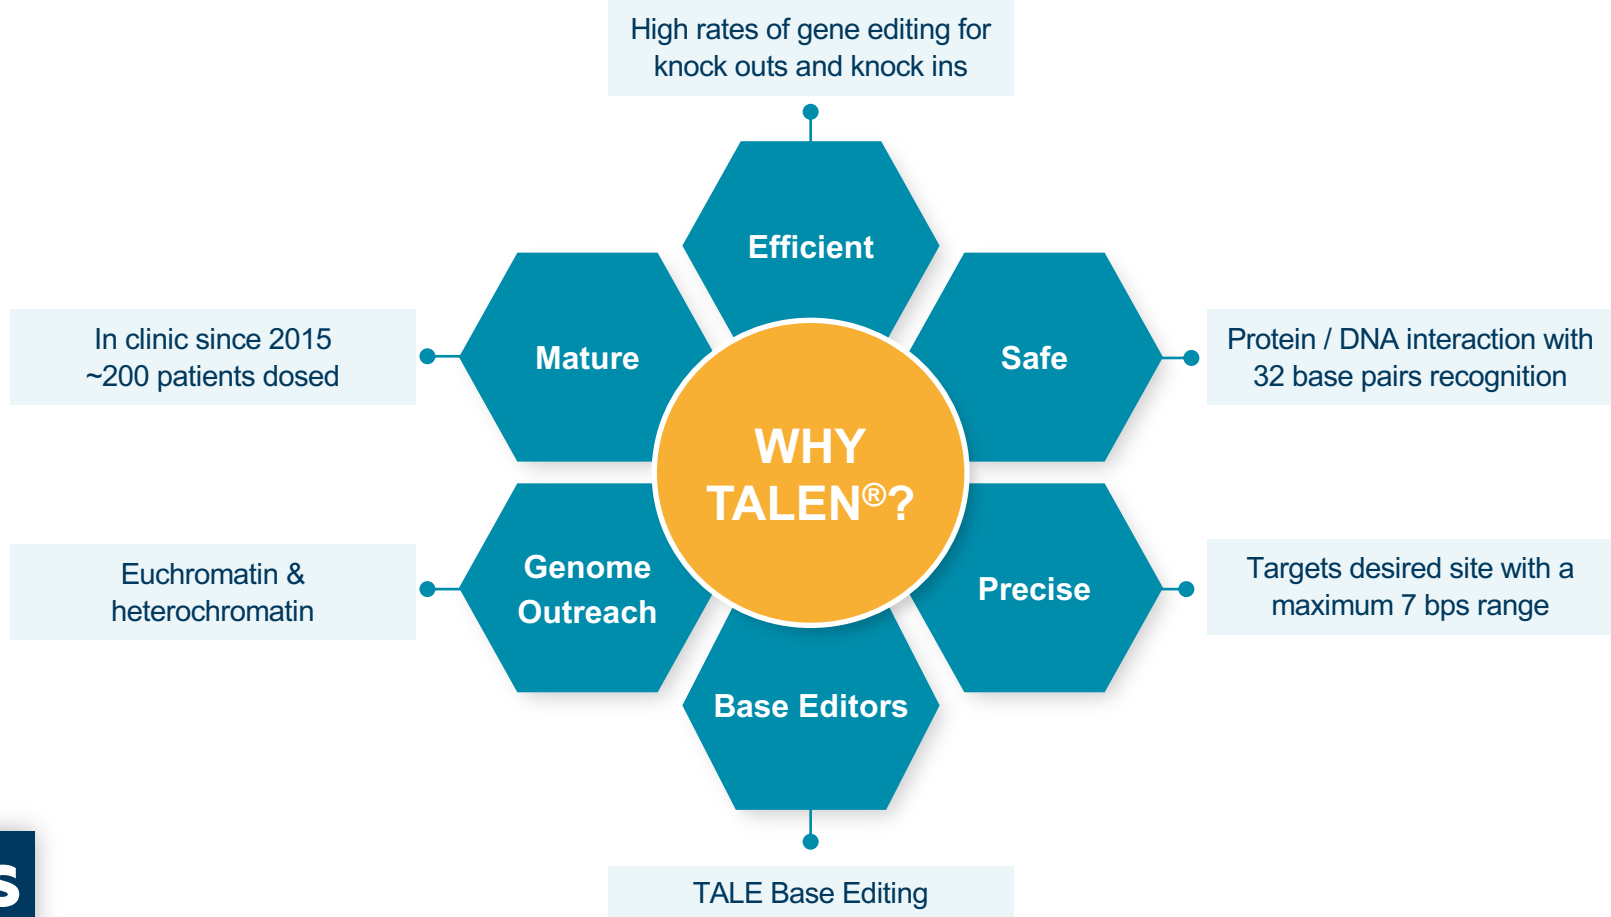 High rates of gene editing for
knock outs and knock ins
Efficient
In clinic since 2015
~200 patients dosed
Mature
Safe
Protein / DNA interaction with
32 base pairs recognition
WHY
TALEN®?
Euchromatin &
heterochromatin
Genome
Outreach
Precise
Targets desired site with a
maximum 7 bps range
Base Editors
TALE Base Editing
s